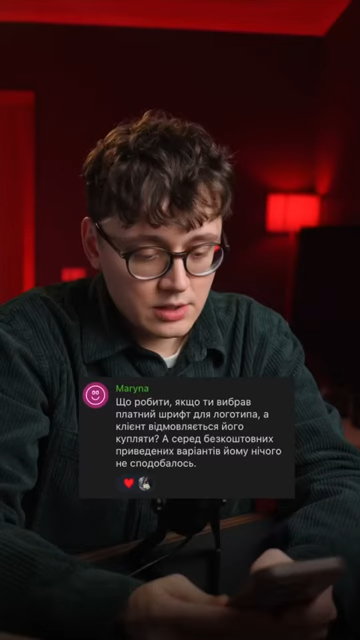 Maryna
Що робити, якщо ти вибрав
платний шрифт для логотипа, а
клієнт відмовляється його
купляти? А серед безкоштовних
приведених варіантів йому нічого
не сподобалось.